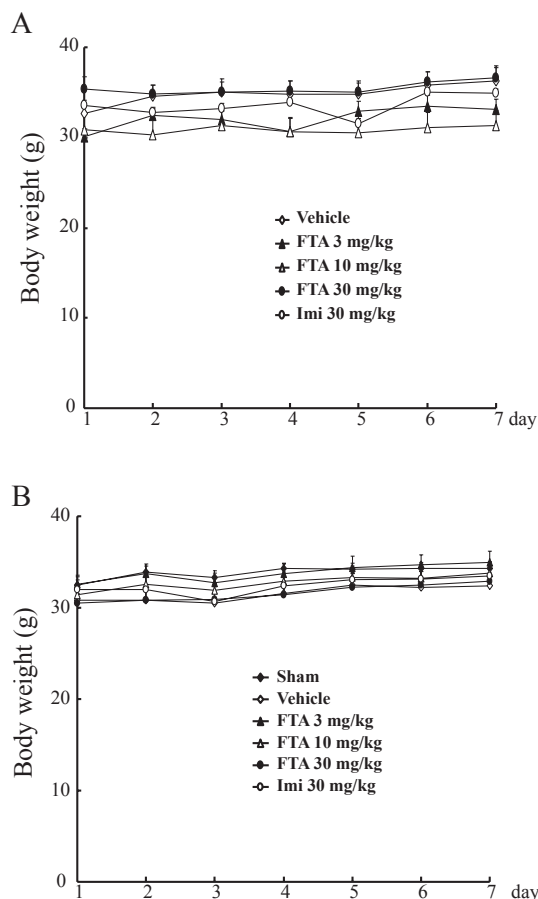 A
40
30
20
10
0
Body weight (g)
Vehicle
FTA 3 mg/kg
FTA 10 mg/kg
FTA 30 mg/kg
Imi 30 mg/kg
1 2 3 4 5 6 7 day
B
40
30
20
10
0
Body weight (g)
Sham
Vehicle
FTA 3 mg/kg
FTA 10 mg/kg
FTA 30 mg/kg
Imi 30 mg/kg
1 2 3 4 5 6 7 day